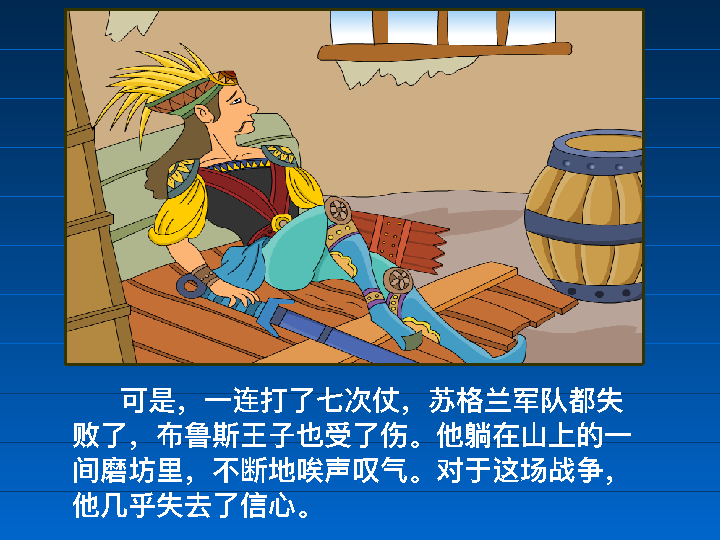 可是，一连打了七次仗，苏格兰军队都失
败了，布鲁斯王子也受了伤。他躺在山上的一
间磨坊里，不断地唉声叹气。对于这场战争，
他几乎失去了信心。